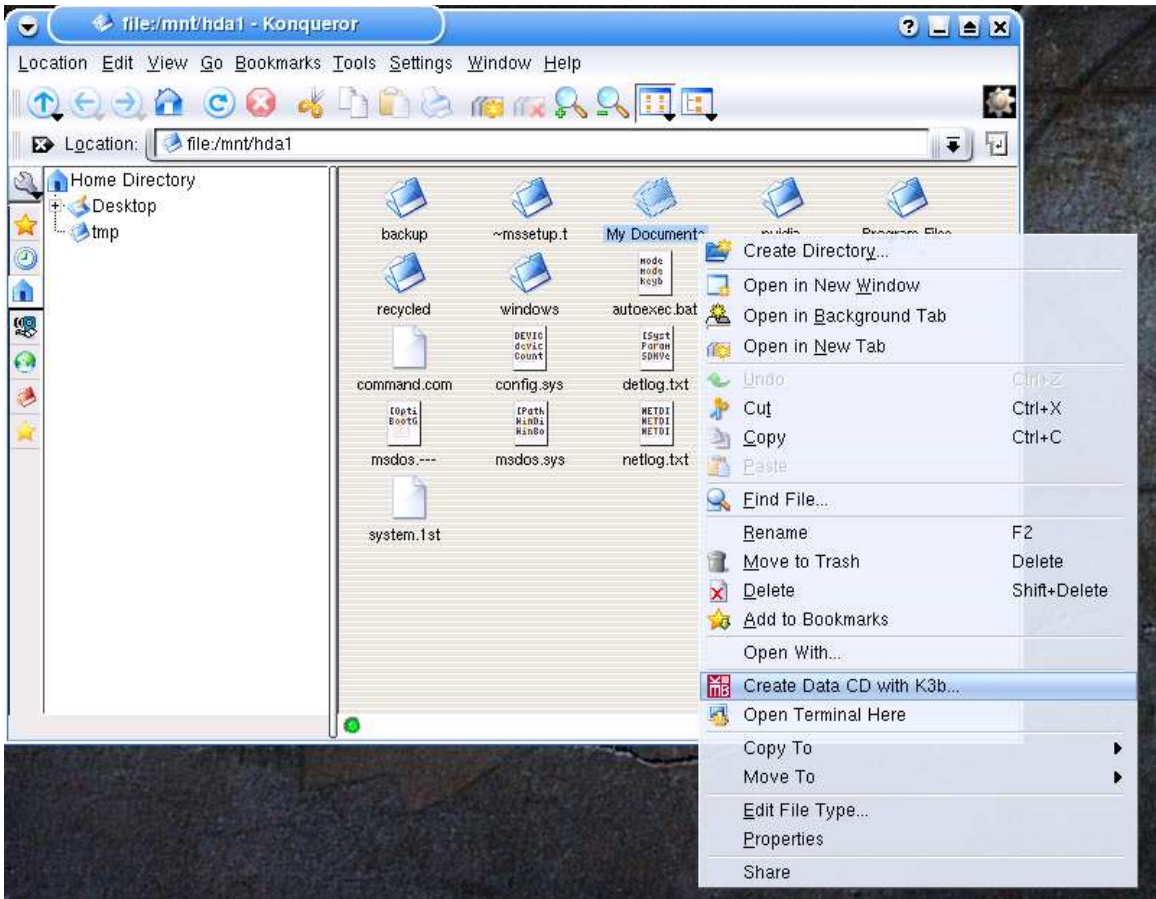 file:/mnt/hda1 - Konqueror
Location Edit View Go Bookmarks Tools Settings Window Help
Location: file:/mnt/hda1
Home Directory
Desktop
tmp
backup ~mssetup.t My Documents nvidia Program Files
recycled windows autoexec.bat
command.com config.sys detlog.txt
msdos.--- msdos.sys netlog.txt
system.1st
Create Directory...
Open in New Window
Open in Background Tab
Open in New Tab
Undo Ctrl+Z
Cut Ctrl+X
Copy Ctrl+C
Paste
Find File...
Rename F2
Move to Trash Delete
Delete Shift+Delete
Add to Bookmarks
Open With...
Create Data CD with K3b...
Open Terminal Here
Copy To
Move To
Edit File Type...
Properties
Share